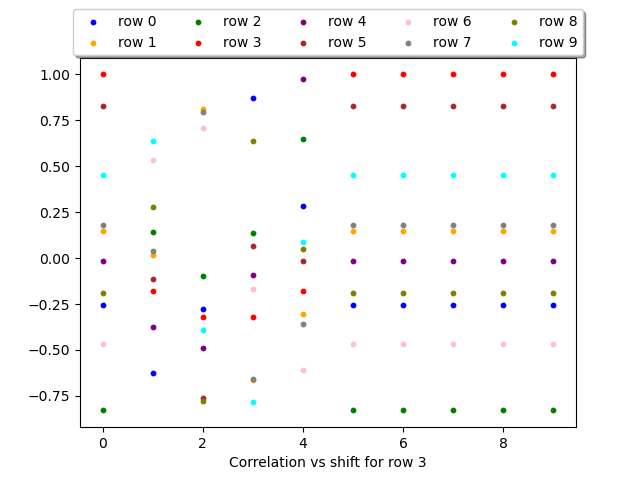 row 0 row 2 row 4 row 6 row 8
row 1 row 3 row 5 row 7 row 9
1.00
0.75
0.50
0.25
0.00
−0.25
−0.50
−0.75
0 2 4 6 8
Correlation vs shift for row 3